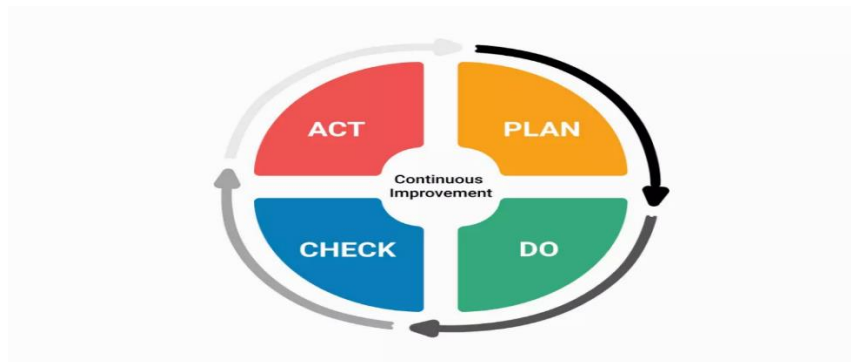 ACT
PLAN
Continuous
Improvement
CHECK
DO